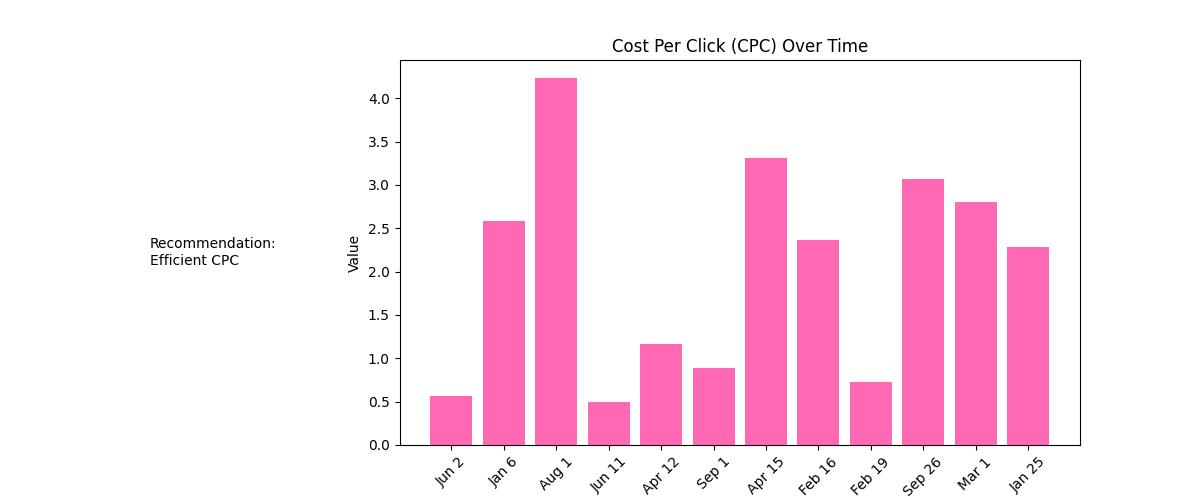 Cost Per Click (CPC) Over Time
Recommendation:
Efficient CPC
Value
4.0
3.5
3.0
2.5
2.0
1.5
1.0
0.5
0.0
Jun 2
Jan 6
Aug 1
Jun 11
Apr 12
Sep 1
Apr 15
Feb 16
Feb 19
Sep 26
Mar 1
Jan 25